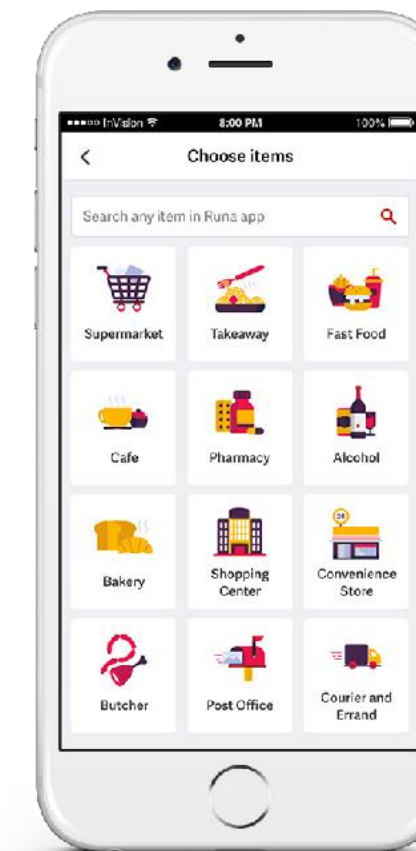 InVision 8:00 PM 100%
Choose items
Search any item in Runa app
Supermarket Takeaway Fast Food
Cafe Pharmacy Alcohol
24
Bakery Shopping Convenience
Center Store
Butcher Post Office Courier and
Errand